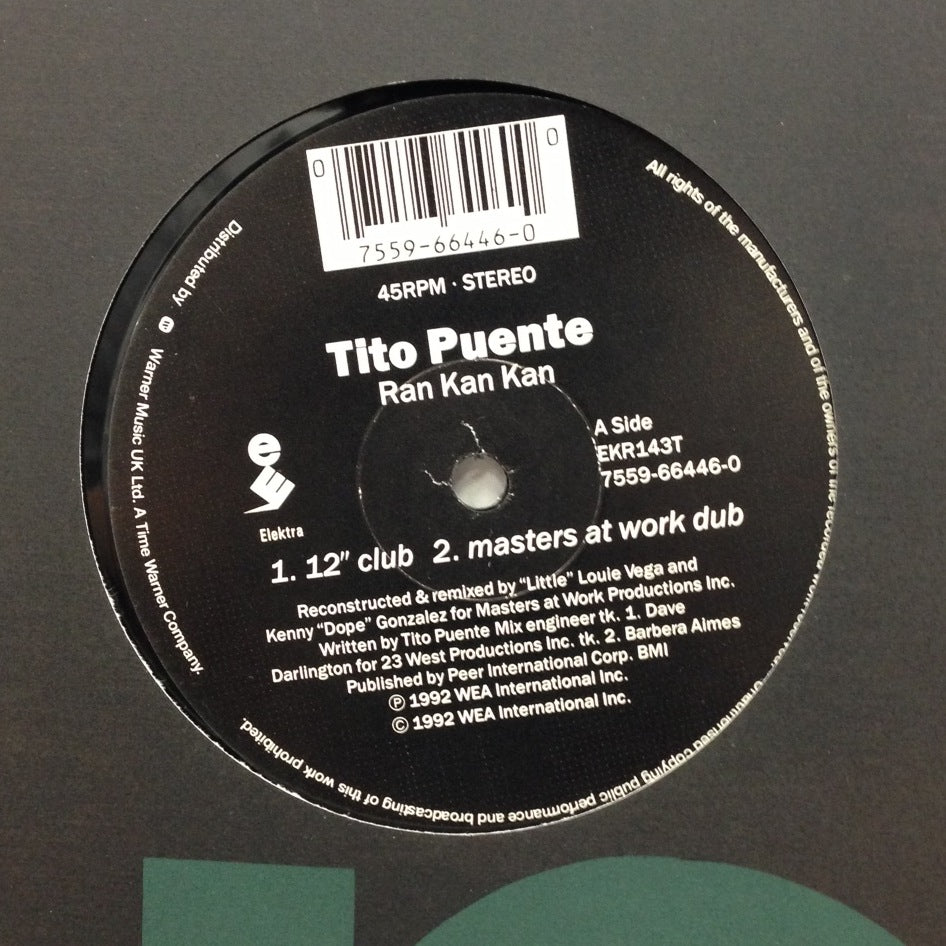 0 0
7559-66446-0
45RPM · STEREO
Tito Puente
Ran Kan Kan
A Side
EKR143T
7559-66446-0
e
Elektra
1. 12" club 2. masters at work dub
Reconstructed & remixed by "Little" Louie Vega and
Kenny "Dope" Gonzalez for Masters at Work Productions Inc.
Written by Tito Puente Mix engineer tk. 1. Dave
Darlington for 23 West Productions Inc. tk. 2. Barbera Aimes
Published by Peer International Corp. BMI
Ⓟ 1992 WEA International Inc.
© 1992 WEA International Inc.
Distributed by Warner Music UK Ltd. A Time Warner Company.
All rights of the manufacturers and of the owners of the recorded
Unauthorised copying public performance and broadcasting of this work prohibited.